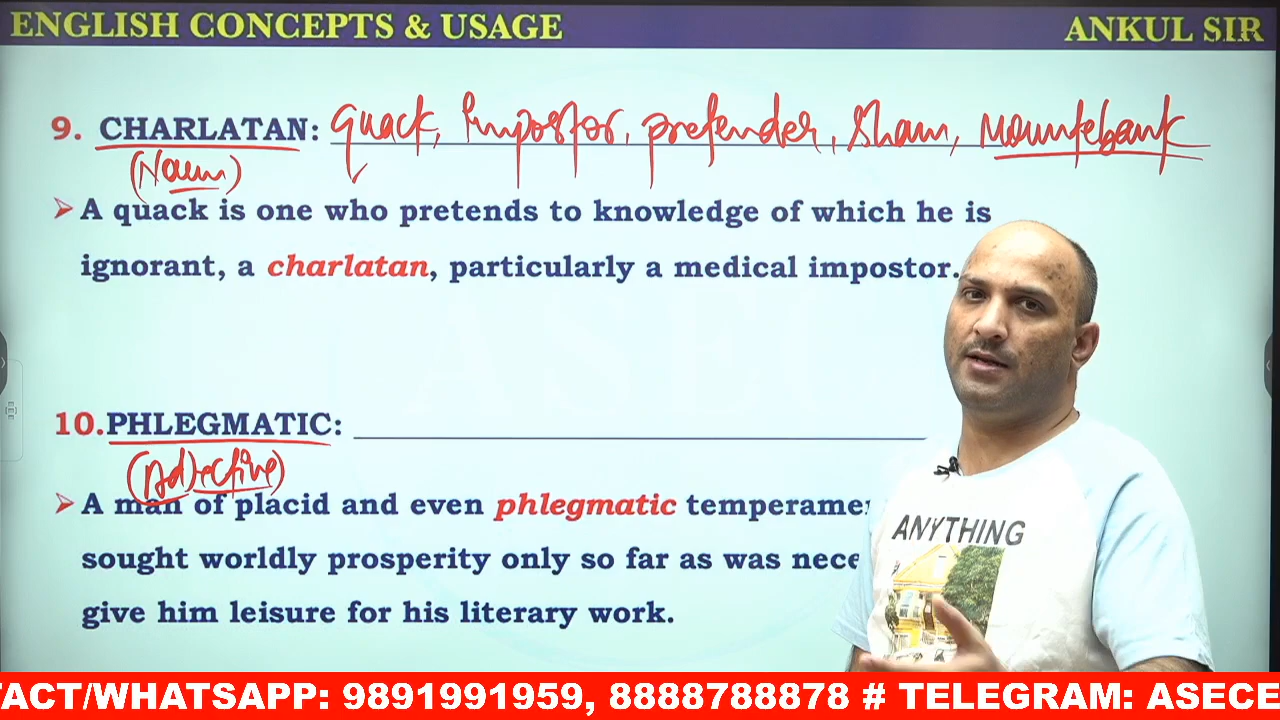 ENGLISH CONCEPTS & USAGE ANKUL SIR
9. CHARLATAN: quack, Impostor, pretender, Sham, Mountebank
(Noun)
A quack is one who pretends to knowledge of which he is
ignorant, a charlatan, particularly a medical impostor.
10.PHLEGMATIC:
(Adjective)
A man of placid and even phlegmatic
sought worldly prosperity only so far as was
give him leisure for his literary work.
ANYTHING
TACT/WHATSAPP: 9891991959, 8888788878 # TELEGRAM: ASECE